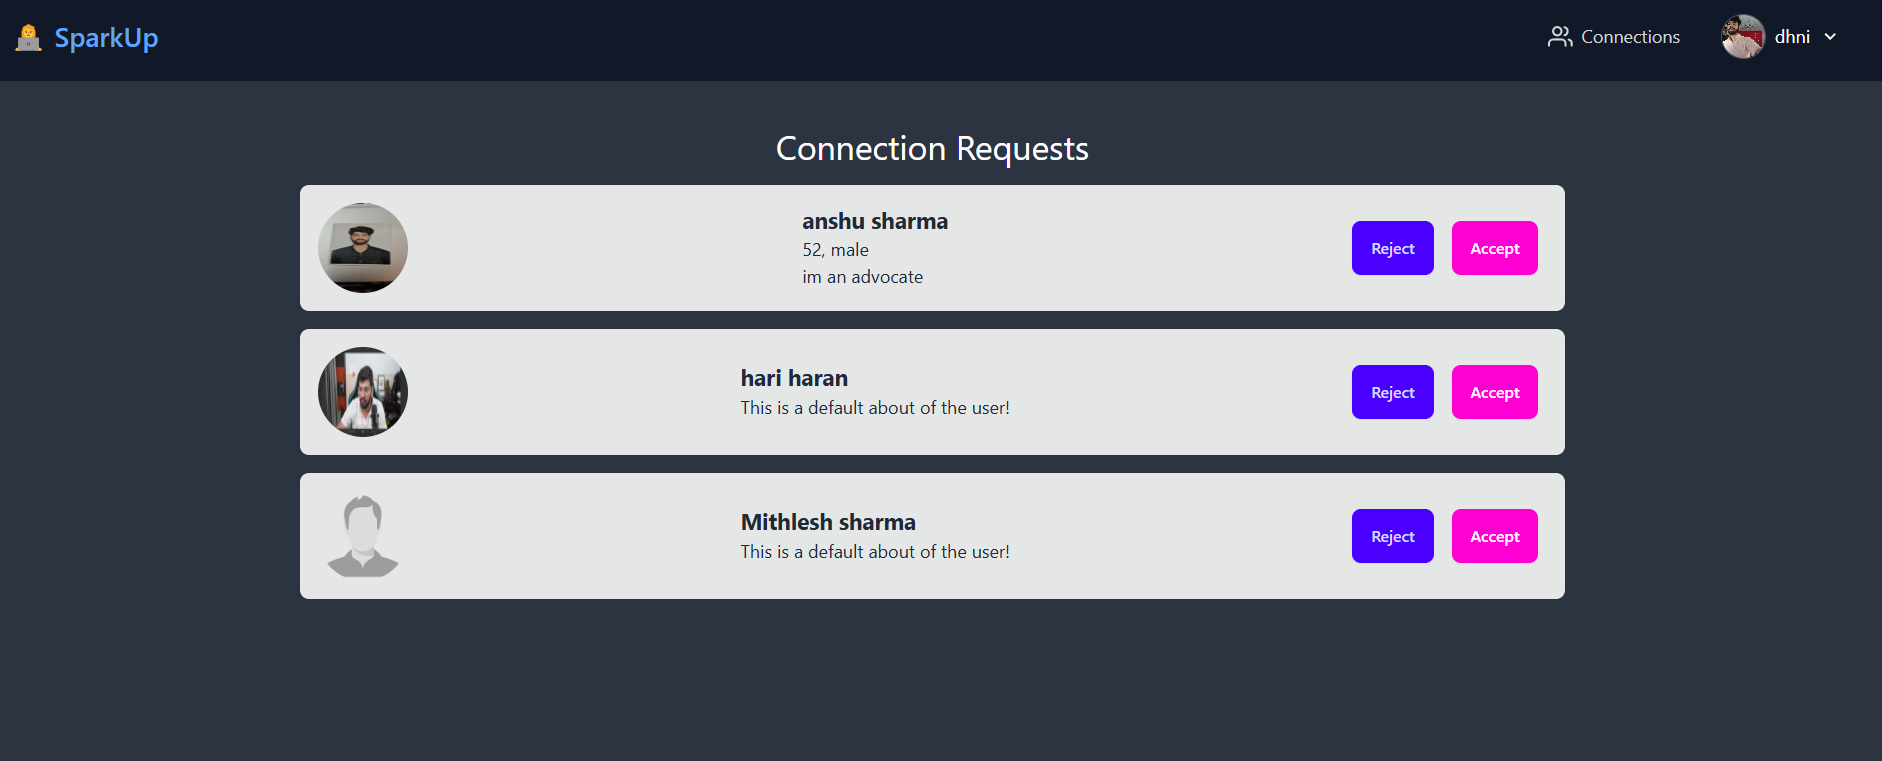 SparkUp
Connections
dhni
Connection Requests
anshu sharma
52, male
im an advocate
Reject
Accept
hari haran
This is a default about of the user!
Reject
Accept
Mithlesh sharma
This is a default about of the user!
Reject
Accept